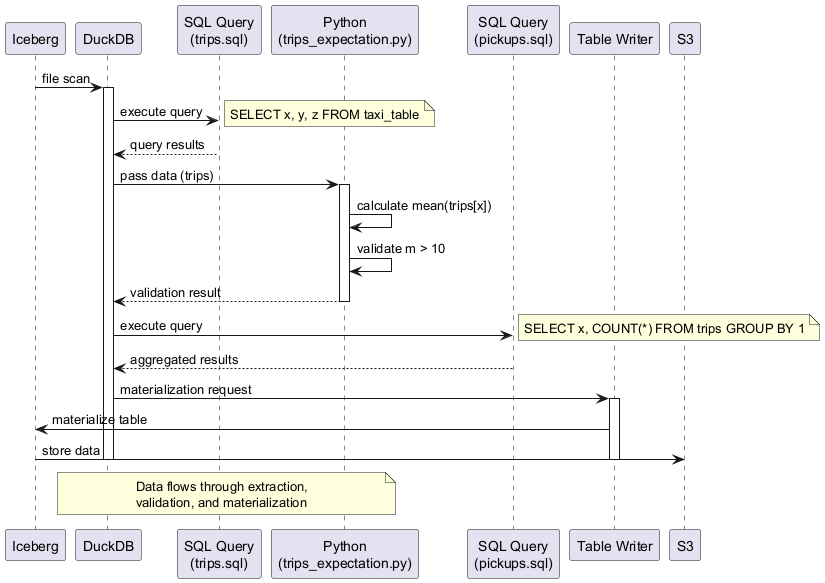 Iceberg
DuckDB
SQL Query
(trips.sql)
Python
(trips_expectation.py)
SQL Query
(pickups.sql)
Table Writer
S3
file scan
execute query
SELECT x, y, z FROM taxi_table
query results
pass data (trips)
calculate mean(trips[x])
validate m > 10
validation result
execute query
SELECT x, COUNT(*) FROM trips GROUP BY 1
aggregated results
materialization request
materialize table
store data
Data flows through extraction,
validation, and materialization
Iceberg
DuckDB
SQL Query
(trips.sql)
Python
(trips_expectation.py)
SQL Query
(pickups.sql)
Table Writer
S3